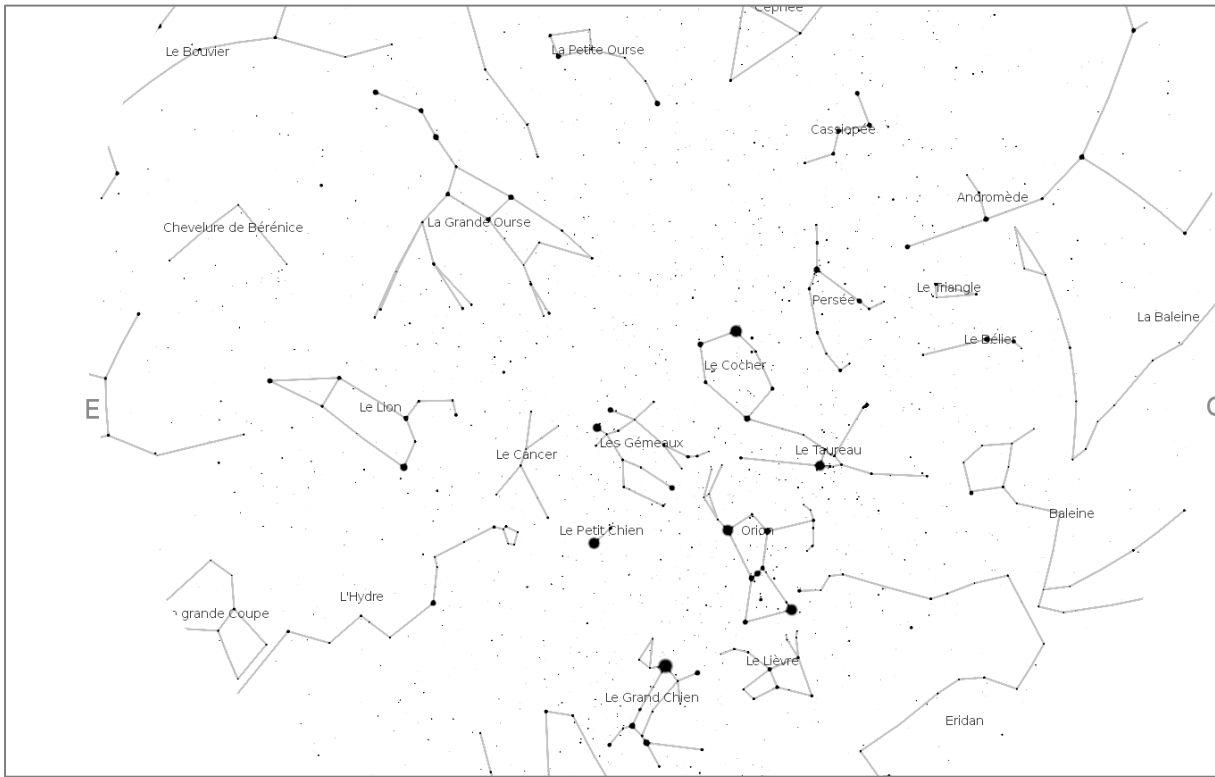 Céphée
Le Bouvier
La Petite Ourse
Cassiopée
Andromède
Chevelure de Bérénice
La Grande Ourse
Persée
Le Triangle
La Baleine
Le Bélier
Le Cocher
E
Le Lion
Les Gémeaux
Le Cancer
Le Taureau
Le Petit Chien
Orion
Baleine
L'Hydre
grande Coupe
Le Lièvre
Le Grand Chien
Eridan